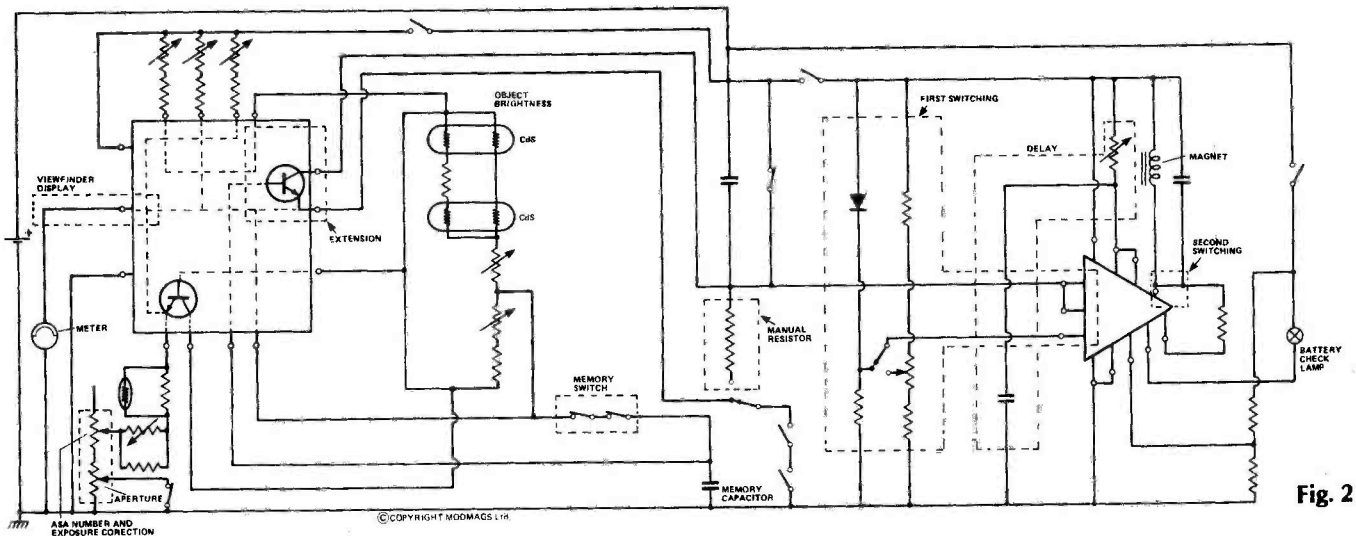 OBJECT
BRIGHTNESS
CdS
CdS
VIEWFINDER
DISPLAY
EXTENSION
METER
APERTURE
ASA NUMBER AND
EXPOSURE CORECTION
©COPYRIGHT MODMAGS Ltd.
MEMORY
SWITCH
MEMORY
CAPACITOR
MANUAL
RESISTOR
FIRST SWITCHING
DELAY
MAGNET
SECOND
SWITCHING
BATTERY
CHECK
LAMP
Fig. 2